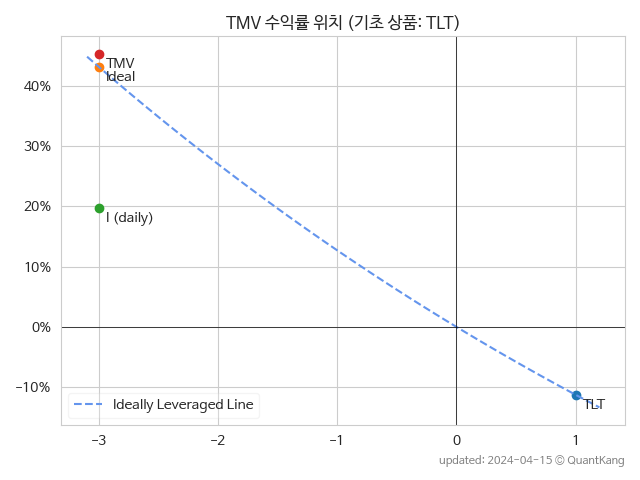 TMV 수익률 위치 (기초 상품: TLT)
40%
30%
20%
10%
0%
−10%
TMV
Ideal
I (daily)
TLT
Ideally Leveraged Line
−3
−2
−1
0
1
updated: 2024-04-15 © QuantKang